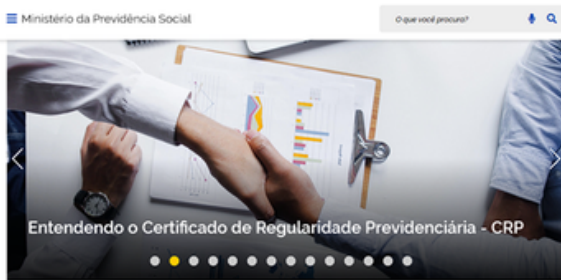 Ministério da Previdência Social
O que você procura?
Entendendo o Certificado de Regularidade Previdenciária - CRP